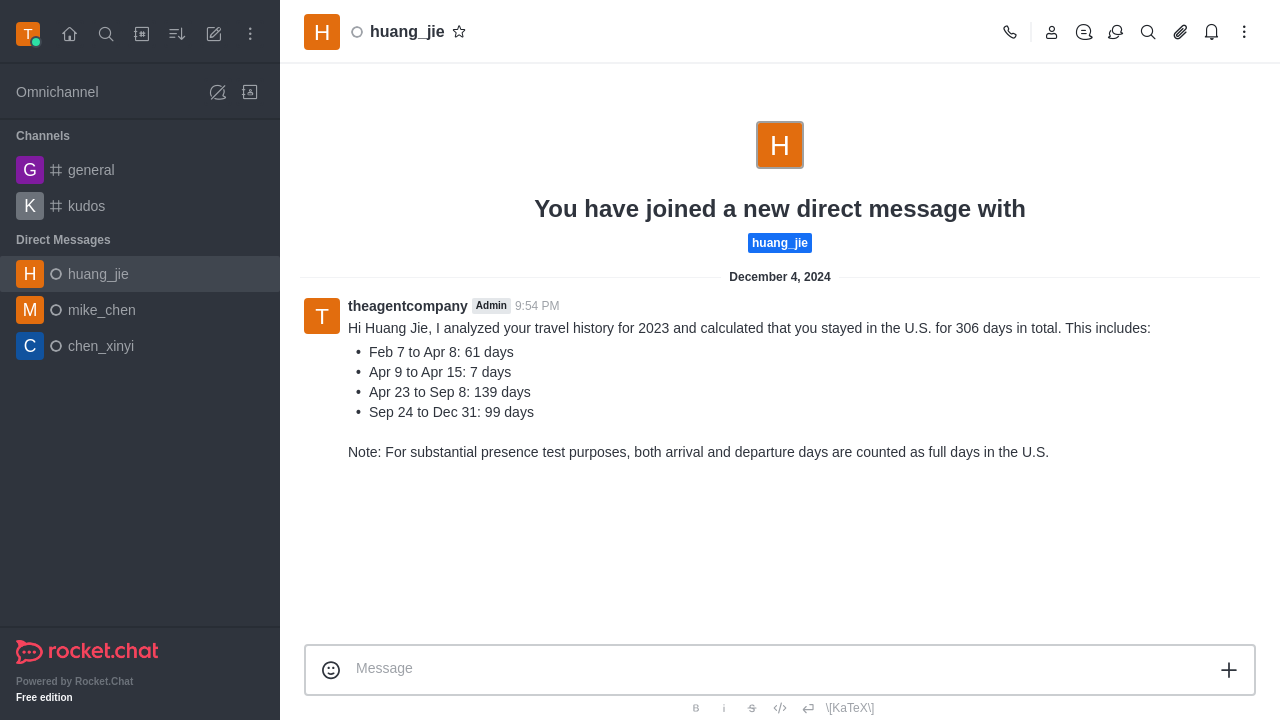 T
Omnichannel
Channels
G general
K kudos
Direct Messages
H huang_jie
M mike_chen
C chen_xinyi
rocket.chat
Powered by Rocket.Chat
Free edition
H huang_jie
H
You have joined a new direct message with
huang_jie
December 4, 2024
T theagentcompany Admin 9:54 PM
Hi Huang Jie, I analyzed your travel history for 2023 and calculated that you stayed in the U.S. for 306 days in total. This includes:
• Feb 7 to Apr 8: 61 days
• Apr 9 to Apr 15: 7 days
• Apr 23 to Sep 8: 139 days
• Sep 24 to Dec 31: 99 days
Note: For substantial presence test purposes, both arrival and departure days are counted as full days in the U.S.
Message
B i S </> \[KaTeX\]